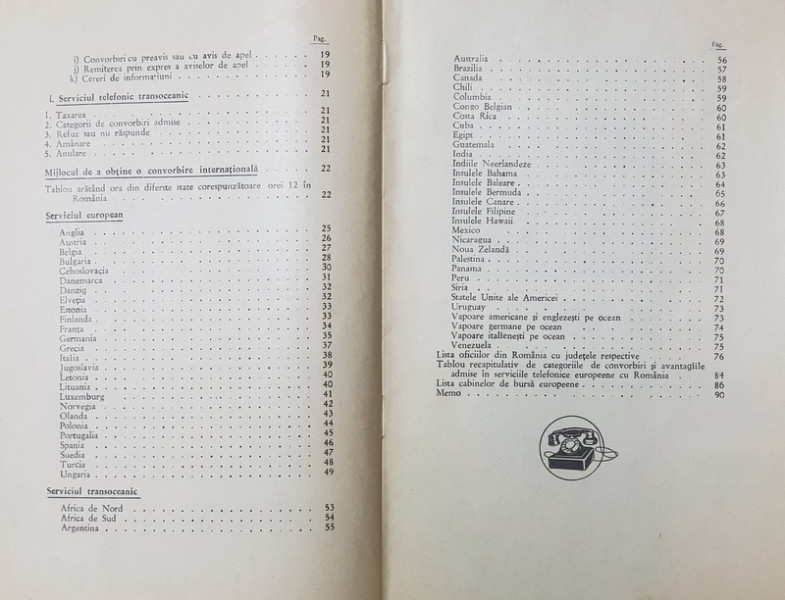 Pag.
i) Convorbiri cu preavis sau cu avis de apel . . . . . . 19
j) Remiterea prin expres a avizelor de apel . . . . . . 19
k) Cereri de informațiuni . . . . . . 19
I. Serviciul telefonic transoceanic . . . . . . 21
1. Taxarea . . . . . . 21
2. Categorii de convorbiri admise . . . . . . 21
3. Refuz sau nu răspunde . . . . . . 21
4. Amânare . . . . . . 21
5. Anulare . . . . . . 21
Mijlocul de a obține o convorbire internațională . . . . . . 22
Tablou arătând ora din diferite state corespunzătoare orei 12 în
România . . . . . . 22
Serviciul european
Anglia . . . . . . 25
Austria . . . . . . 26
Belgia . . . . . . 27
Bulgaria . . . . . . 28
Cehoslovacia . . . . . . 30
Danemarca . . . . . . 31
Danzig . . . . . . 32
Elveția . . . . . . 32
Estonia . . . . . . 33
Finlanda . . . . . . 33
Franța . . . . . . 34
Germania . . . . . . 35
Grecia . . . . . . 37
Italia . . . . . . 38
Jugoslavia . . . . . . 39
Letonia . . . . . . 40
Lituania . . . . . . 40
Luxemburg . . . . . . 41
Norvegia . . . . . . 42
Olanda . . . . . . 43
Polonia . . . . . . 44
Portugalia . . . . . . 45
Spania . . . . . . 46
Suedia . . . . . . 47
Turcia . . . . . . 48
Ungaria . . . . . . 49
Serviciul transoceanic
Africa de Nord . . . . . . 53
Africa de Sud . . . . . . 54
Argentina . . . . . . 55
Pag.
Australia . . . . . . 56
Brazilia . . . . . . 57
Canada . . . . . . 58
Chili . . . . . . 59
Columbia . . . . . . 59
Congo Belgian . . . . . . 60
Costa Rica . . . . . . 60
Cuba . . . . . . 61
Egipt . . . . . . 61
Guatemala . . . . . . 62
India . . . . . . 62
Indiile Neerlandeze . . . . . . 63
Insulele Bahama . . . . . . 63
Insulele Baleare . . . . . . 64
Insulele Bermuda . . . . . . 65
Insulele Canare . . . . . . 66
Insulele Filipine . . . . . . 67
Insulele Hawaii . . . . . . 68
Mexico . . . . . . 68
Nicaragua . . . . . . 69
Noua Zelandă . . . . . . 69
Palestina . . . . . . 70
Panama . . . . . . 70
Peru . . . . . . 71
Siria . . . . . . 71
Statele Unite ale Americei . . . . . . 72
Uruguay . . . . . . 73
Vapoare americane și englezești pe ocean . . . . . . 73
Vapoare germane pe ocean . . . . . . 74
Vapoare italienești pe ocean . . . . . . 75
Venezuela . . . . . . 75
Lista oficiilor din România cu județele respective . . . . . . 76
Tablou recapitulativ de categoriile de convorbiri și avantagiile
admise în serviciile telefonice europeene cu România . . . . . . 84
Lista cabinelor de bursă europeene . . . . . . 86
Memo . . . . . . 90